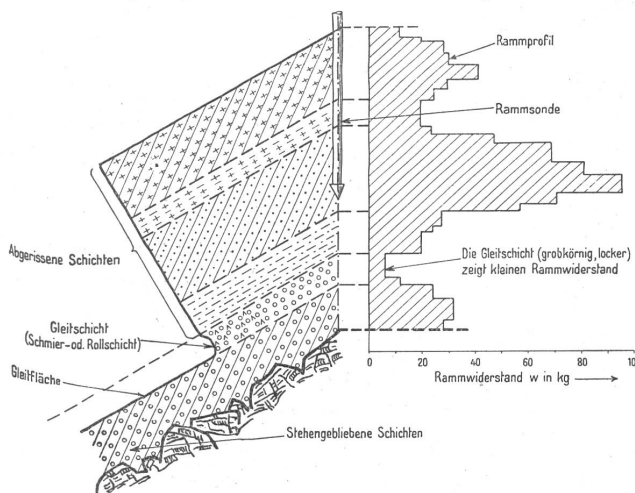 Rammprofil
Rammsonde
Abgerissene Schichten
Die Gleitschicht (grobkörnig, locker)
zeigt kleinen Rammwiderstand
Gleitschicht
(Schmier- od. Rollschicht)
Gleitfläche
Stehengebliebene Schichten
0 20 40 60 80 100
Rammwiderstand w in kg